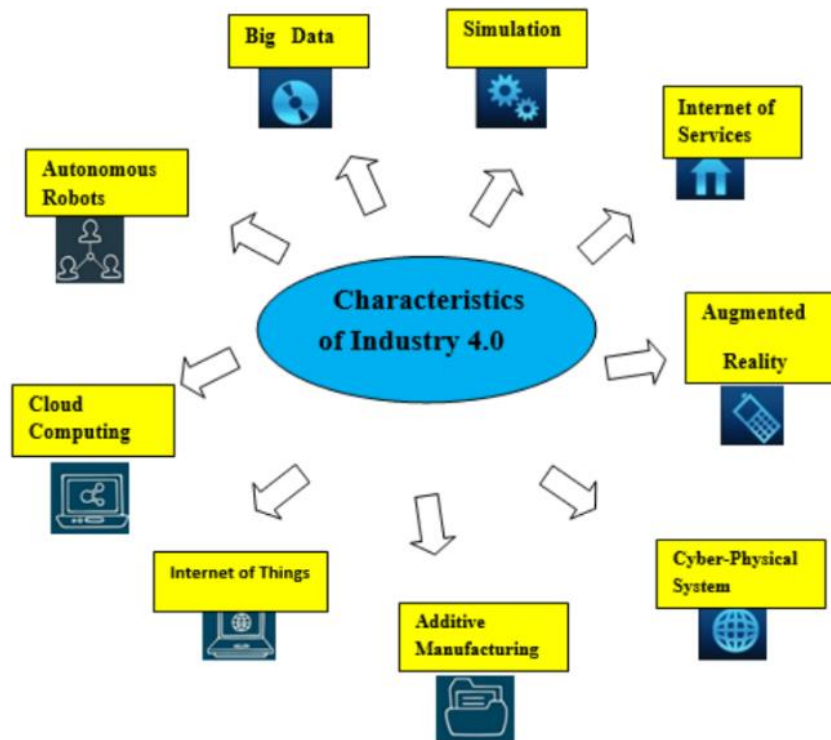 Big Data
Simulation
Internet of
Services
Autonomous
Robots
Characteristics
of Industry 4.0
Augmented
Reality
Cloud
Computing
Internet of Things
Cyber-Physical
System
Additive
Manufacturing